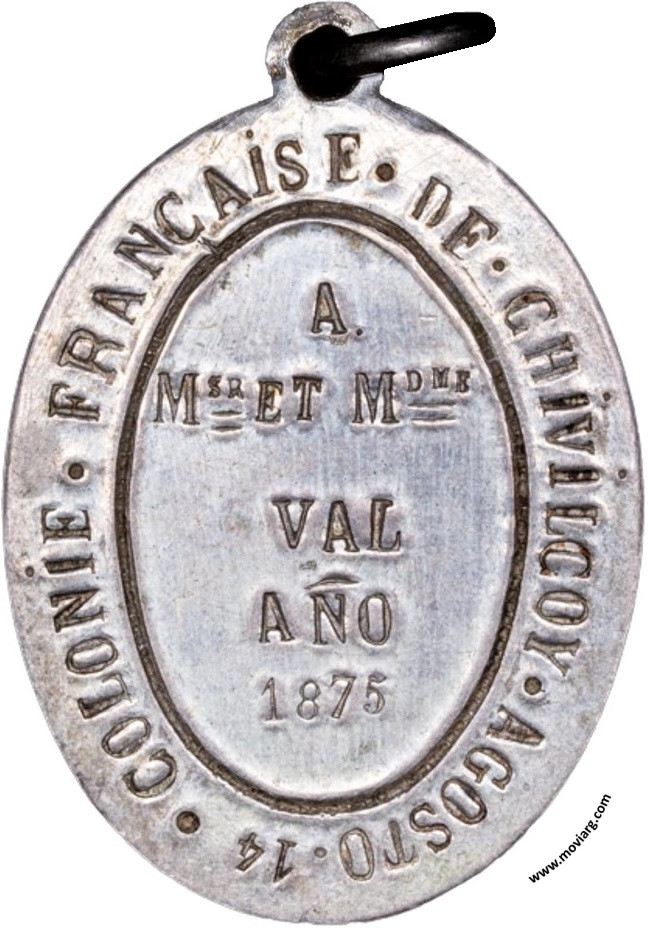 COLONIE · FRANÇAISE · DE · CHIVILCOY · AGOSTO · 14 ·
A.
MSR ET MDME
VAL
AÑO
1875
www.moviarg.com